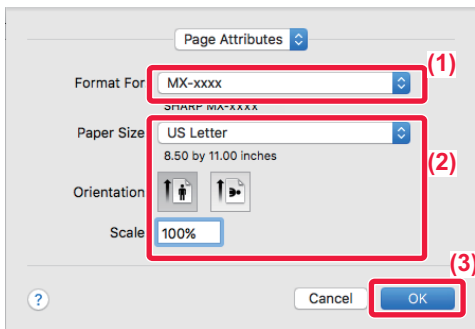 Page Attributes
(1)
Format For MX-xxxx
SHARP MX-xxxx
Paper Size US Letter
8.50 by 11.00 inches
(2)
Orientation
Scale 100%
(3)
? Cancel OK